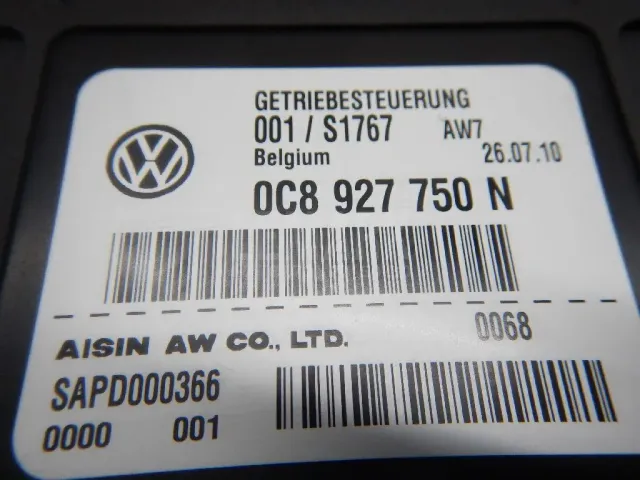 GETRIEBESTEUERUNG
001 / S1767 AW7
Belgium 26.07.10
0C8 927 750 N
AISIN AW CO., LTD. 0068
SAPD000366
0000 001